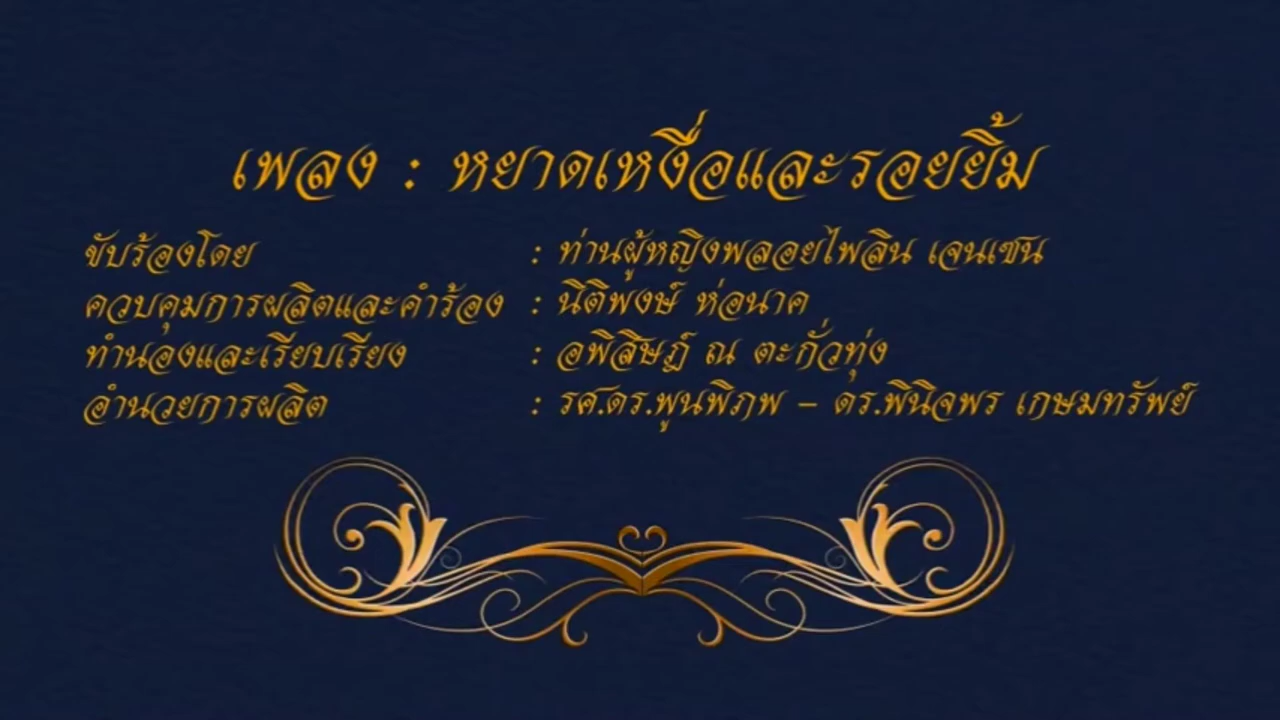 เพลง : หยาดเหงื่อและรอยยิ้ม
ขับร้องโดย : ท่านผู้หญิงพลอยไพลิน เจนเซน
ควบคุมการผลิตและคำร้อง : นิติพงษ์ ห่อนาค
ทำนองและเรียบเรียง : อพิสิษฏ์ ณ ตะกั่วทุ่ง
อำนวยการผลิต : รศ.ดร.พูนพิภพ – ดร.พินิจพร เกษมทรัพย์